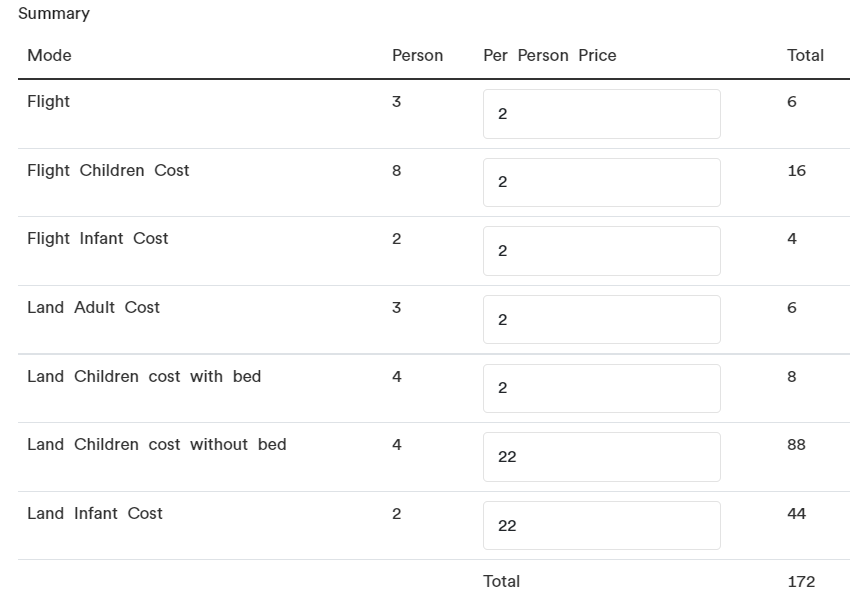 Summary
Mode Person Per Person Price Total
Flight 3 2 6
Flight Children Cost 8 2 16
Flight Infant Cost 2 2 4
Land Adult Cost 3 2 6
Land Children cost with bed 4 2 8
Land Children cost without bed 4 22 88
Land Infant Cost 2 22 44
Total 172